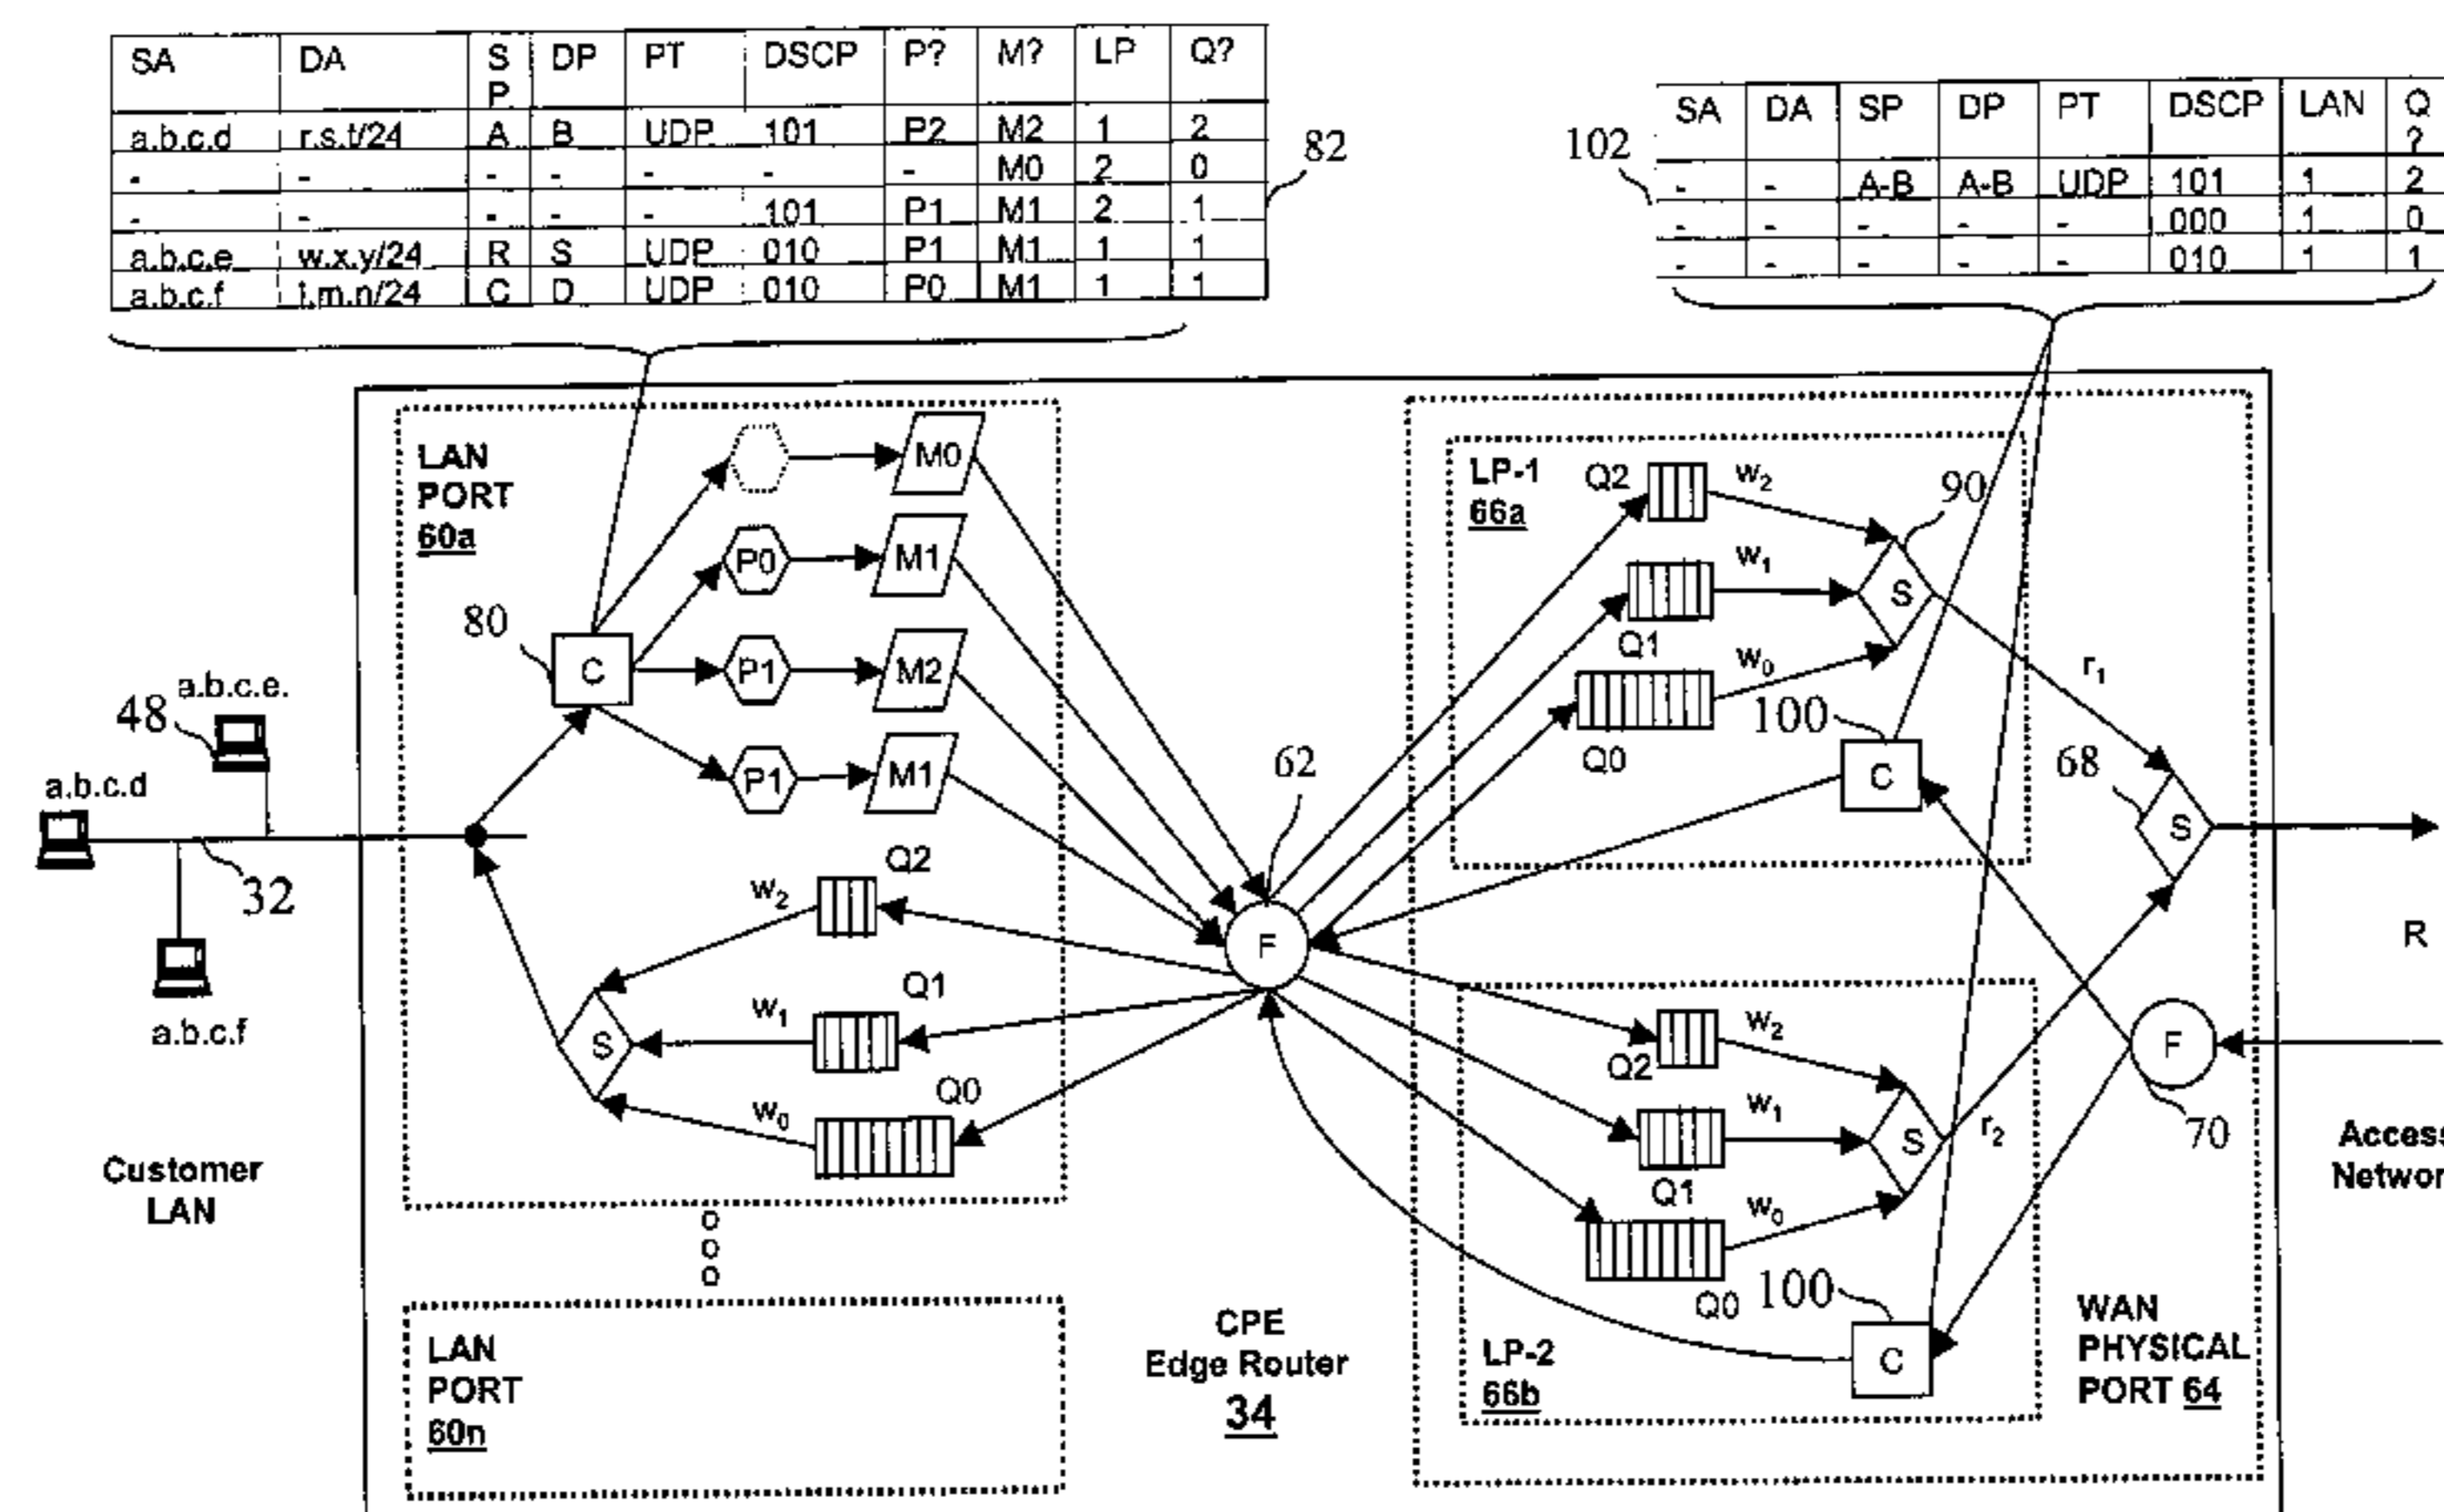 SA DA S P DP PT DSCP P? M? LP Q?
a.b.c.d r.s.t/24 A B UDP 101 P2 M2 1 2
- - - - - - - M0 2 0
- - - - - 101 P1 M1 2 1
a.b.c.e w.x.y/24 R S UDP 010 P1 M1 1 1
a.b.c.f l.m.n/24 C D UDP 010 P0 M1 1 1
82
SA DA SP DP PT DSCP LAN Q ?
- - A-B A-B UDP 101 1 2
- - - - - 000 1 0
- - - - - 010 1 1
102
LAN
PORT
60a
M0
P0 M1
80
C
P1 M2
P1 M1
a.b.c.e.
48
a.b.c.d
32
a.b.c.f
Customer
LAN
Q2
w2
Q1
w1
S
Q0
w0
LAN
PORT
60n
62
F
CPE
Edge Router
34
LP-1
66a
Q2
w2
90
w1
Q1
S
w0
Q0
100
C
r1
68
S
R
Q2
w2
w1
Q1
S
r2
w0
Q0
100
C
LP-2
66b
F
70
WAN
PHYSICAL
PORT 64
Access
Networ